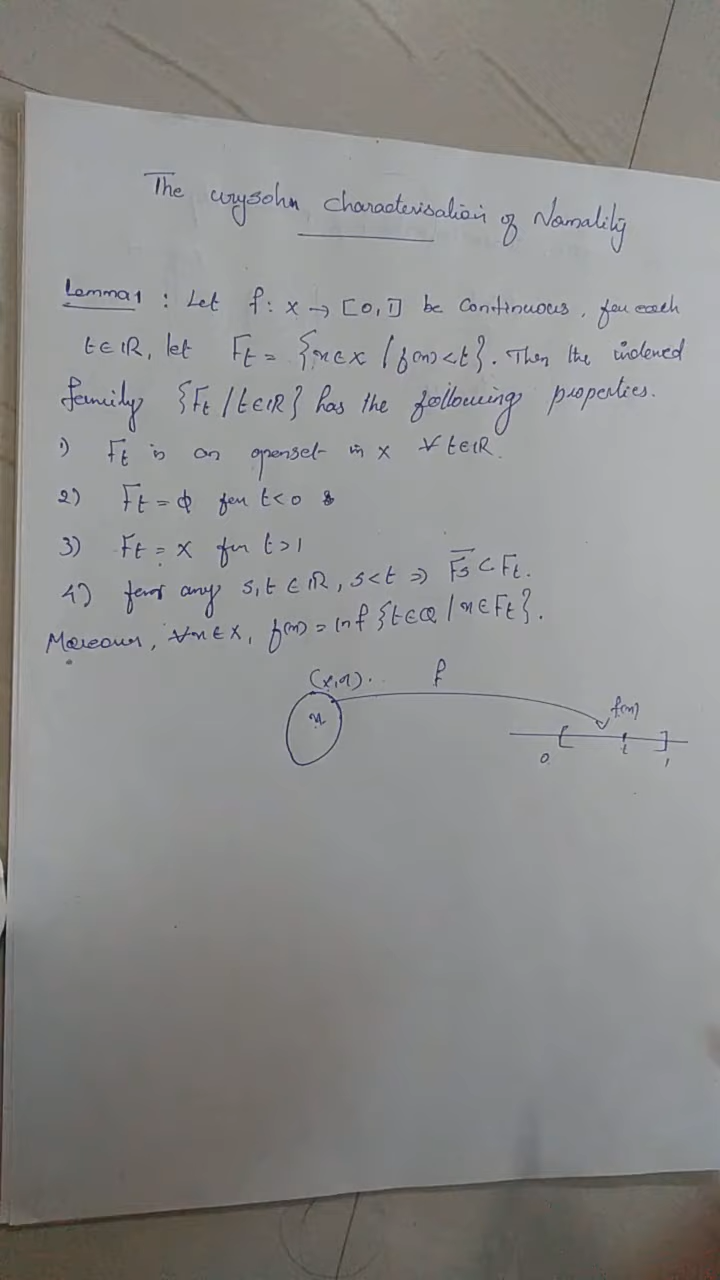 The urysohn characterisation of Normality
Lemma 1 : Let f: x → [0,1] be continuous, for each
t∈ℝ, let Ft = {x∈X / f(x)<t}. Then the indexed
family {Ft / t∈ℝ} has the following properties.
1) Ft is an openset in x ∀ t∈ℝ.
2) Ft = φ for t<0
3) Ft = X for t>1
4) for any s,t ∈ ℝ, s<t ⇒ F̅s̅ ⊂ Ft.
Moreover, ∀x∈X, f(x) = inf {t∈Q / x∈Ft}.
f
x
f(x)
0 [ t ] 1